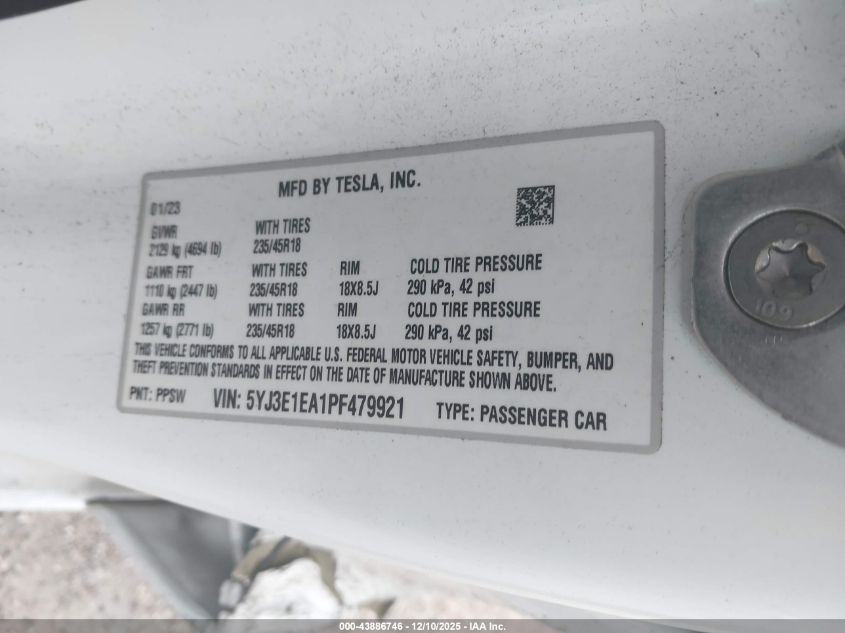 MFD BY TESLA, INC.
01/23
GVWR WITH TIRES
2129 kg (4694 lb) 235/45R18
GAWR FRT WITH TIRES RIM COLD TIRE PRESSURE
1110 kg (2447 lb) 235/45R18 18X8.5J 290 kPa, 42 psi
GAWR RR WITH TIRES RIM COLD TIRE PRESSURE
1257 kg (2771 lb) 235/45R18 18X8.5J 290 kPa, 42 psi
THIS VEHICLE CONFORMS TO ALL APPLICABLE U.S. FEDERAL MOTOR VEHICLE SAFETY, BUMPER, AND
THEFT PREVENTION STANDARDS IN EFFECT ON THE DATE OF MANUFACTURE SHOWN ABOVE.
PNT: PPSW VIN: 5YJ3E1EA1PF479921 TYPE: PASSENGER CAR
109
000-43886746 - 12/10/2025 - IAA Inc.